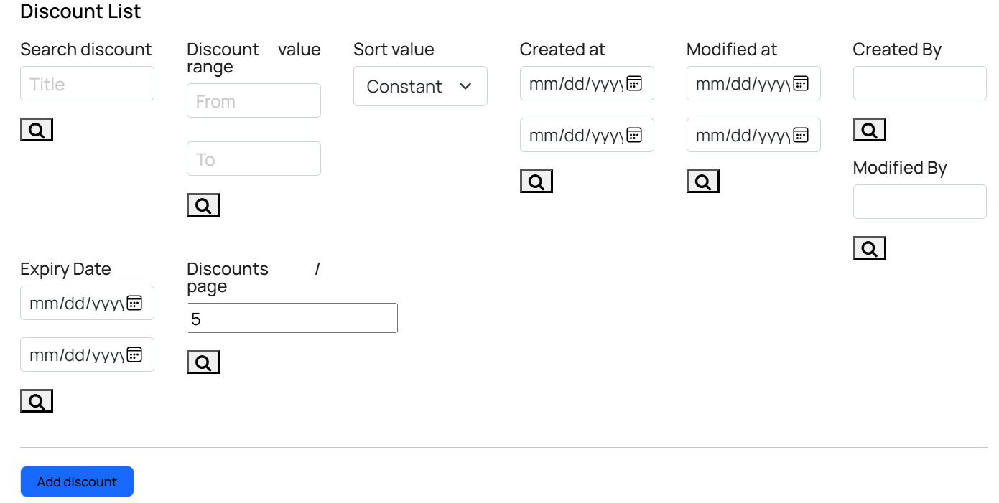 Discount List
Search discount
Title
Discount value
range
From
To
Sort value
Constant
Created at
mm/dd/yyyy
mm/dd/yyyy
Modified at
mm/dd/yyyy
mm/dd/yyyy
Created By
Modified By
Expiry Date
mm/dd/yyyy
mm/dd/yyyy
Discounts /
page
5
Add discount